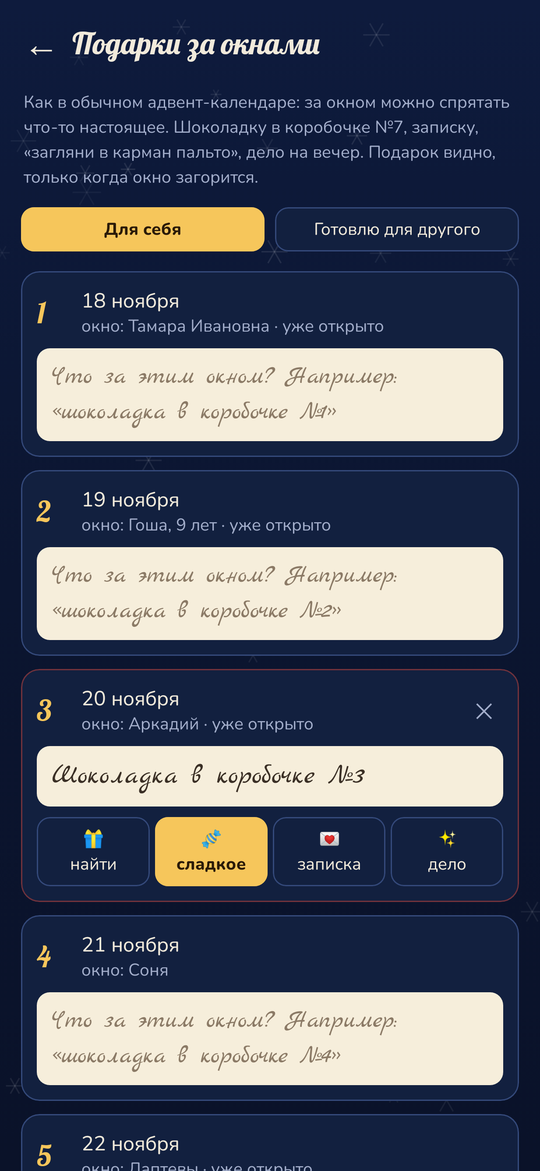 ← Подарки за окнами
Как в обычном адвент-календаре: за окном можно спрятать
что-то настоящее. Шоколадку в коробочке №7, записку,
«загляни в карман пальто», дело на вечер. Подарок видно,
только когда окно загорится.
Для себя
Готовлю для другого
1
18 ноября
окно: Тамара Ивановна · уже открыто
Что за этим окном? Например:
«шоколадка в коробочке №1»
2
19 ноября
окно: Гоша, 9 лет · уже открыто
Что за этим окном? Например:
«шоколадка в коробочке №2»
3
20 ноября
окно: Аркадий · уже открыто
Шоколадка в коробочке №3
найти
сладкое
записка
дело
4
21 ноября
окно: Соня
Что за этим окном? Например:
«шоколадка в коробочке №4»
5
22 ноября
окно: Лаптевы · уже открыто